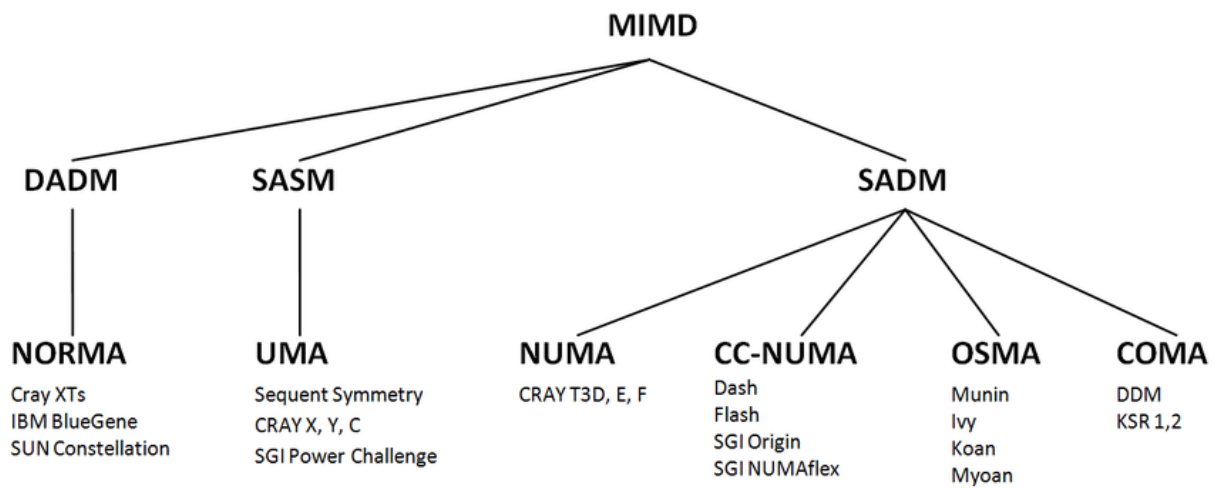 MIMD
DADM
SASM
SADM
NORMA
Cray XTs
IBM BlueGene
SUN Constellation
UMA
Sequent Symmetry
CRAY X, Y, C
SGI Power Challenge
NUMA
CRAY T3D, E, F
CC-NUMA
Dash
Flash
SGI Origin
SGI NUMAflex
OSMA
Munin
Ivy
Koan
Myoan
COMA
DDM
KSR 1,2